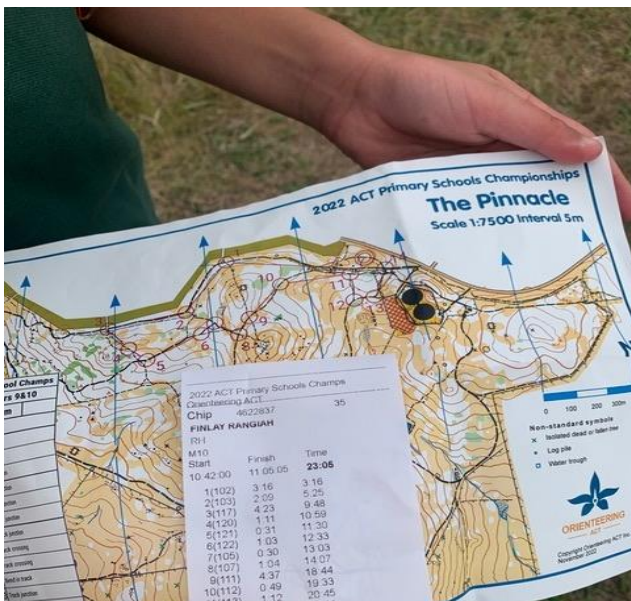 2022 ACT Primary Schools Championships
The Pinnacle
Scale 1:7500 Interval 5m
0 100 200 300m
Non-standard symbols
Isolated dead or fallen tree
Log pile
Water trough
ORIENTEERING
ACT
Copyright Orienteering ACT Inc
November 2022
ool Champs
rs 9&10
2022 ACT Primary Schools Champs
Orienteering ACT
Chip 4622837 35
FINLAY RANGIAH
RH
M10
Start Finish Time
10:42:00 11:05:05 23:05
1(102) 3:16 3:16
2(103) 2:09 5:25
3(117) 4:23 9:48
4(120) 1:11 10:59
5(121) 0:31 11:30
6(122) 1:03 12:33
7(105) 0:30 13:03
8(107) 1:04 14:07
9(111) 4:37 18:44
10(112) 0:49 19:33
1:12 20:45